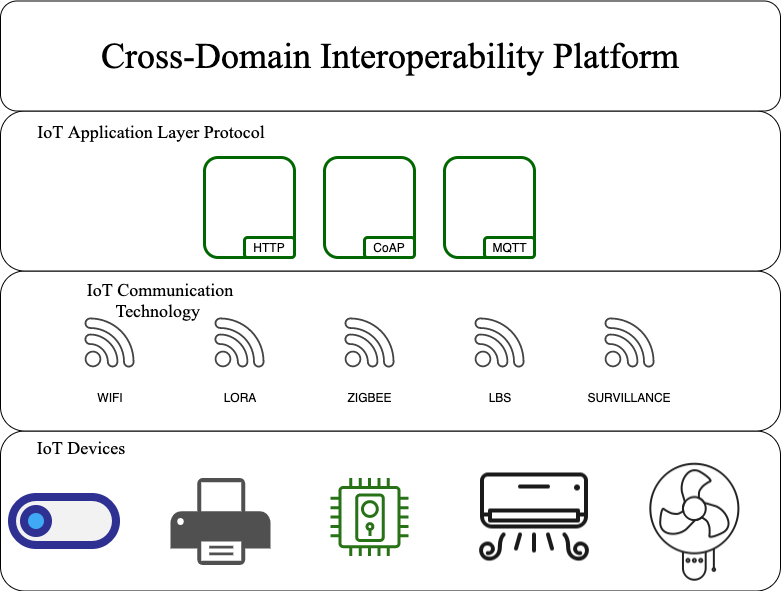 Cross-Domain Interoperability Platform
IoT Application Layer Protocol
HTTP
CoAP
MQTT
IoT Communication
Technology
WIFI
LORA
ZIGBEE
LBS
SURVILLANCE
IoT Devices